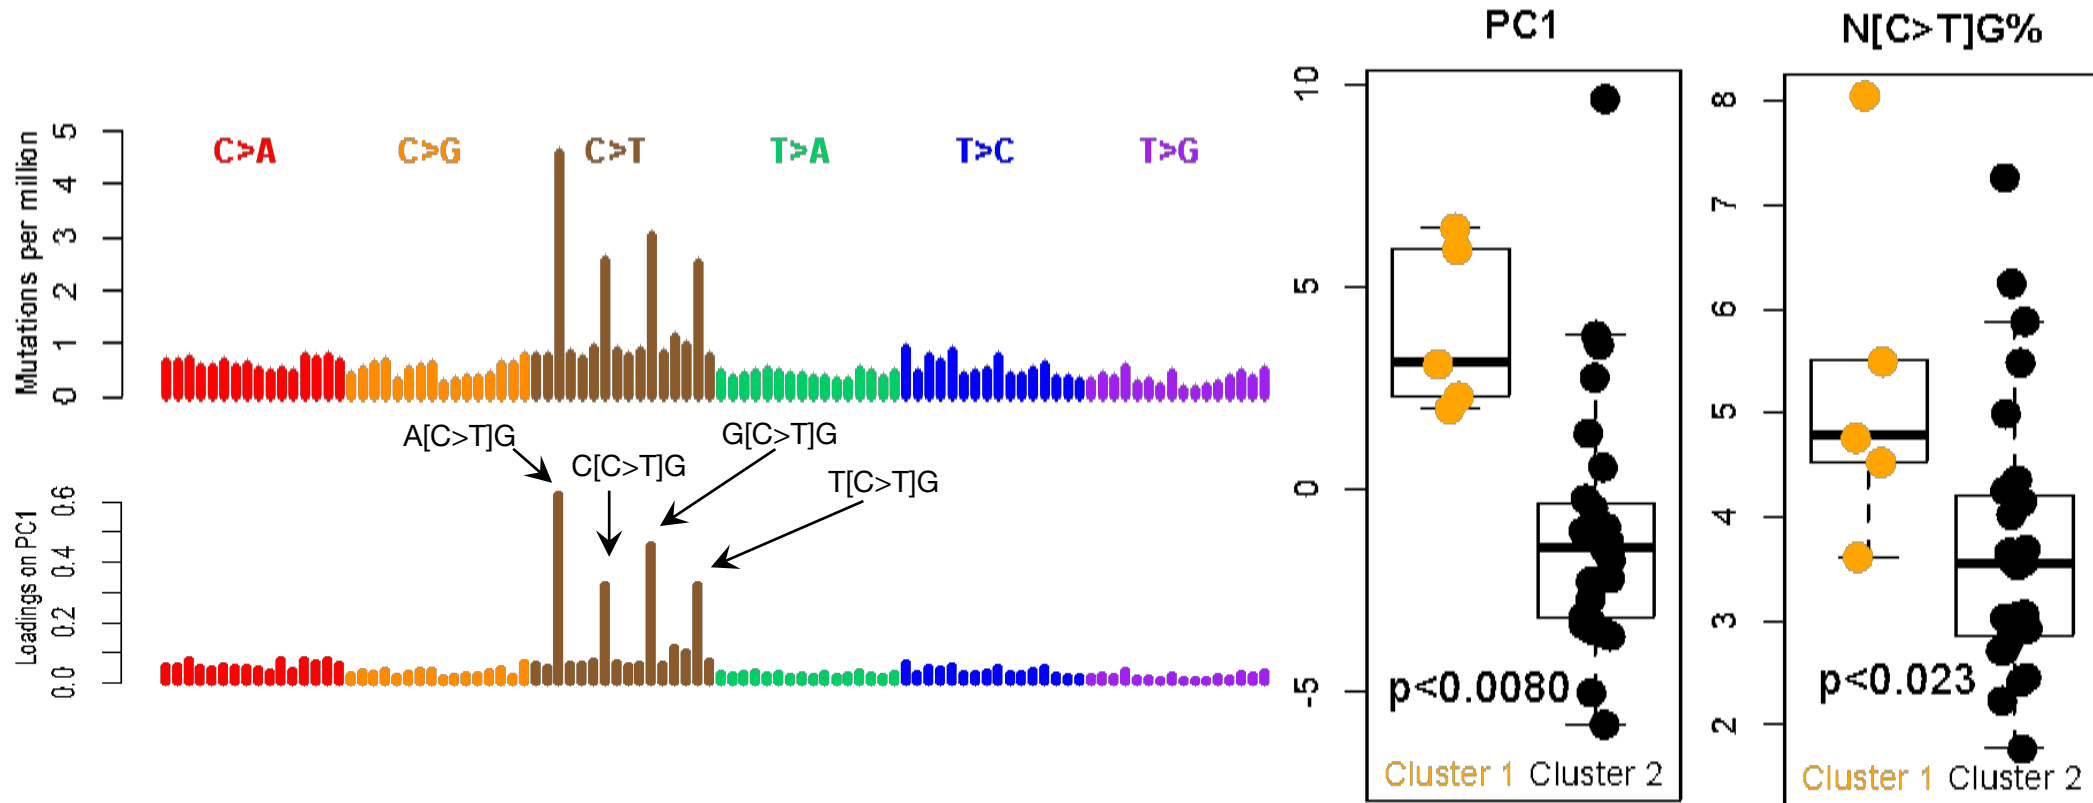 PC1
N[C>T]G%
Mutations per million
5
4
3
2
1
0
C>A
C>G
C>T
T>A
T>C
T>G
A[C>T]G
C[C>T]G
G[C>T]G
T[C>T]G
Loadings on PC1
0.6
0.4
0.2
0.0
10
5
0
-5
p<0.0080
Cluster 1
Cluster 2
8
7
6
5
4
3
2
p<0.023
Cluster 1
Cluster 2